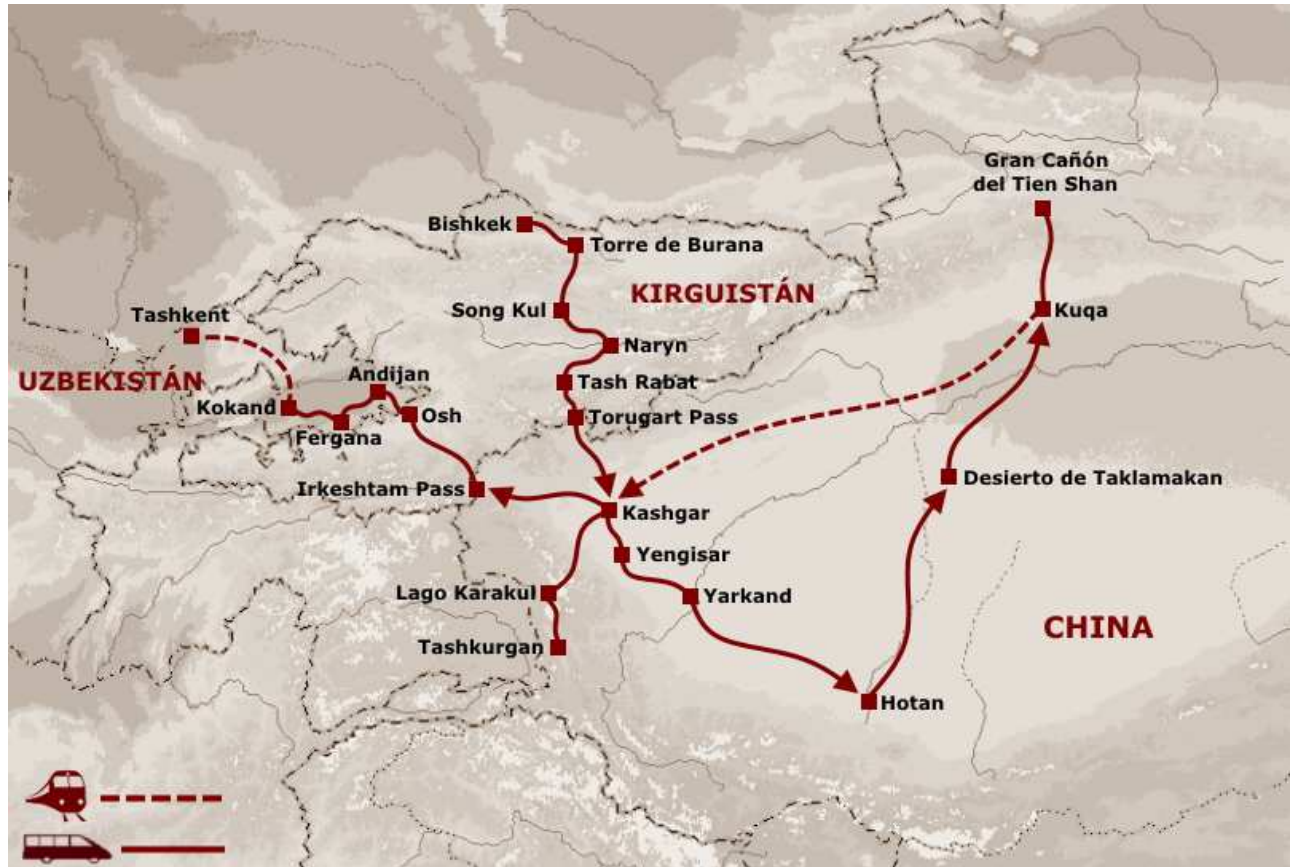 Gran Cañón
del Tien Shan
Bishkek
Torre de Burana
KIRGUISTÁN
Song Kul
Kuqa
Tashkent
Naryn
UZBEKISTÁN
Andijan
Tash Rabat
Kokand
Osh
Torugart Pass
Fergana
Irkeshtam Pass
Desierto de Taklamakan
Kashgar
Yengisar
Lago Karakul
Yarkand
CHINA
Tashkurgan
Hotan